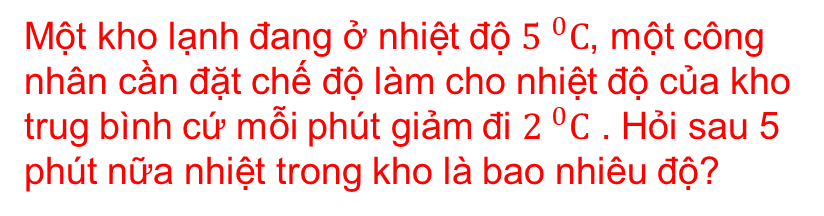 Một kho lạnh đang ở nhiệt độ 5 ⁰C, một công
nhân cần đặt chế độ làm cho nhiệt độ của kho
trug bình cứ mỗi phút giảm đi 2 ⁰C . Hỏi sau 5
phút nữa nhiệt trong kho là bao nhiêu độ?